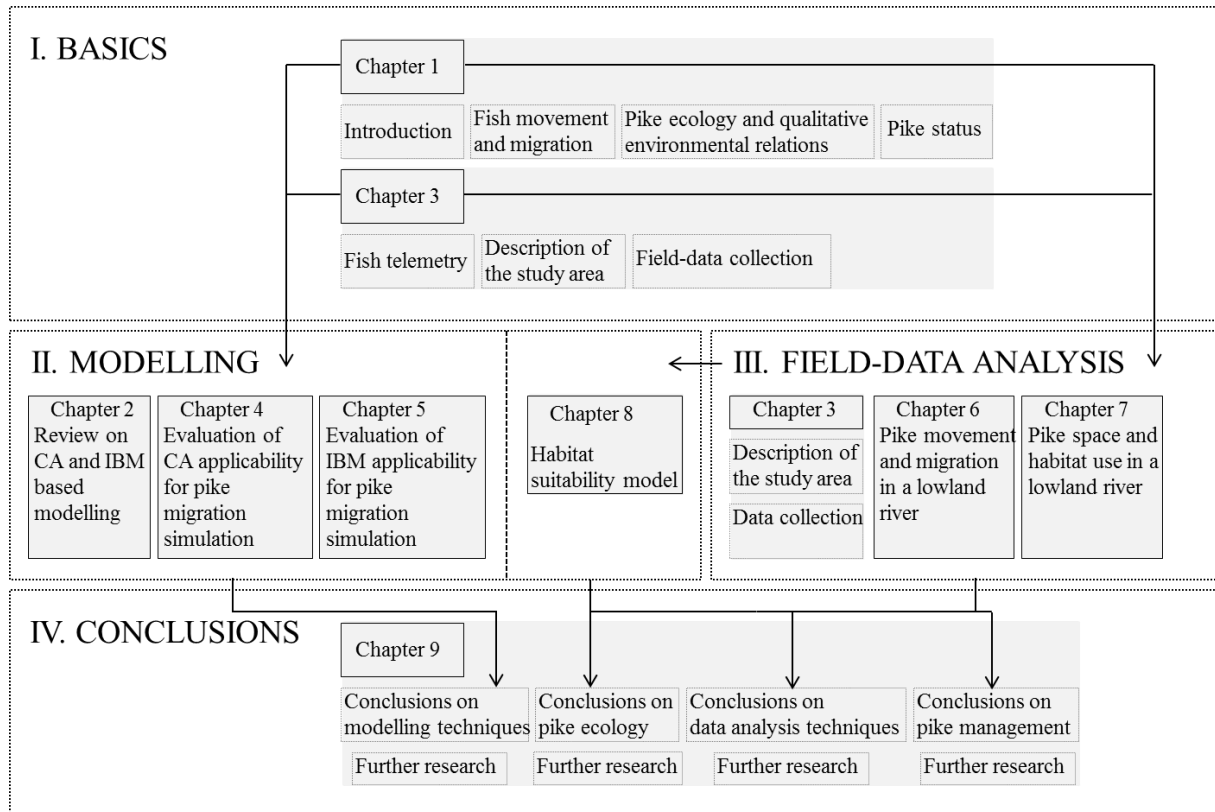 I. BASICS
Chapter 1
Introduction
Fish movement
and migration
Pike ecology and qualitative
environmental relations
Pike status
Chapter 3
Fish telemetry
Description of
the study area
Field-data collection
II. MODELLING
Chapter 2
Review on
CA and IBM
based
modelling
Chapter 4
Evaluation of
CA applicability
for pike
migration
simulation
Chapter 5
Evaluation of
IBM applicability
for pike
migration
simulation
Chapter 8
Habitat
suitability model
III. FIELD-DATA ANALYSIS
Chapter 3
Description of
the study area
Data collection
Chapter 6
Pike movement
and migration
in a lowland
river
Chapter 7
Pike space and
habitat use in a
lowland river
IV. CONCLUSIONS
Chapter 9
Conclusions on
modelling techniques
Conclusions on
pike ecology
Conclusions on
data analysis techniques
Conclusions on
pike management
Further research
Further research
Further research
Further research